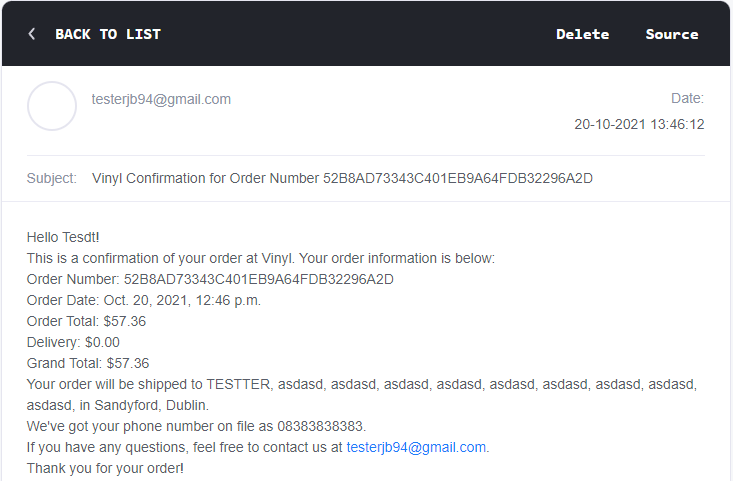 BACK TO LIST Delete Source
testerjb94@gmail.com Date:
20-10-2021 13:46:12
Subject: Vinyl Confirmation for Order Number 52B8AD73343C401EB9A64FDB32296A2D
Hello Tesdt!
This is a confirmation of your order at Vinyl. Your order information is below:
Order Number: 52B8AD73343C401EB9A64FDB32296A2D
Order Date: Oct. 20, 2021, 12:46 p.m.
Order Total: $57.36
Delivery: $0.00
Grand Total: $57.36
Your order will be shipped to TESTTER, asdasd, asdasd, asdasd, asdasd, asdasd, asdasd, asdasd, asdasd,
asdasd, in Sandyford, Dublin.
We've got your phone number on file as 08383838383.
If you have any questions, feel free to contact us at testerjb94@gmail.com.
Thank you for your order!